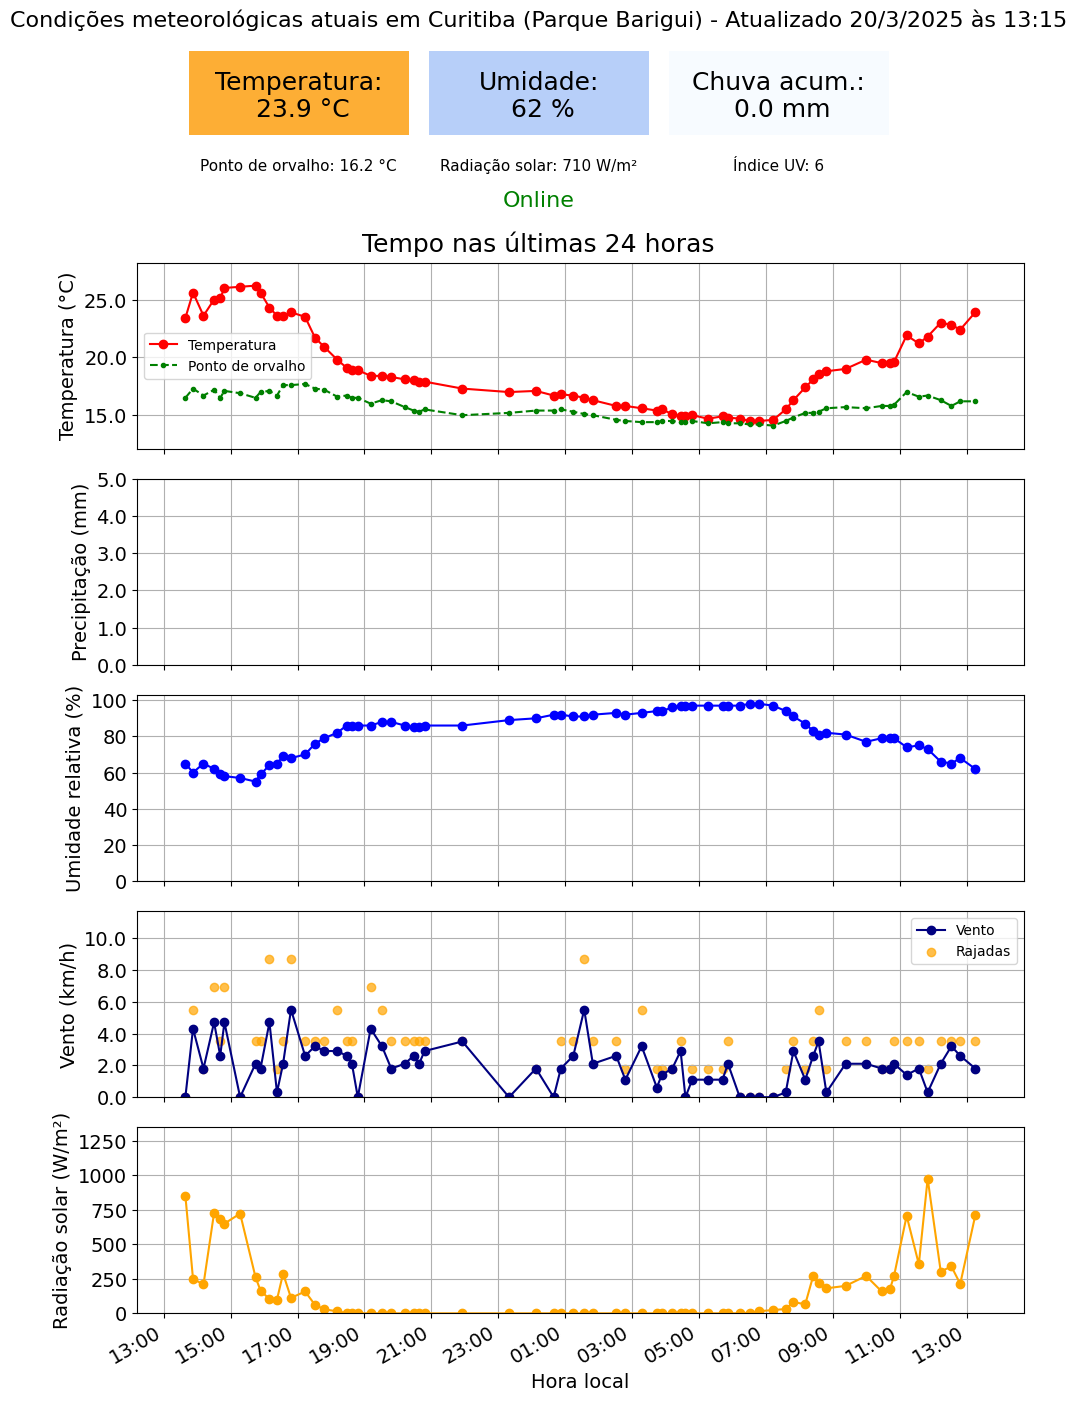 Condições meteorológicas atuais em Curitiba (Parque Barigui) - Atualizado 20/3/2025 às 13:15
Temperatura:
23.9 °C
Umidade:
62 %
Chuva acum.:
0.0 mm
Ponto de orvalho: 16.2 °C
Radiação solar: 710 W/m²
Índice UV: 6
Online
Tempo nas últimas 24 horas
Temperatura (°C)
25.0
20.0
15.0
Temperatura
Ponto de orvalho
Precipitação (mm)
5.0
4.0
3.0
2.0
1.0
0.0
Umidade relativa (%)
100
80
60
40
20
0
Vento (km/h)
10.0
8.0
6.0
4.0
2.0
0.0
Vento
Rajadas
Radiação solar (W/m²)
1250
1000
750
500
250
0
13:00
15:00
17:00
19:00
21:00
23:00
01:00
03:00
05:00
07:00
09:00
11:00
13:00
Hora local